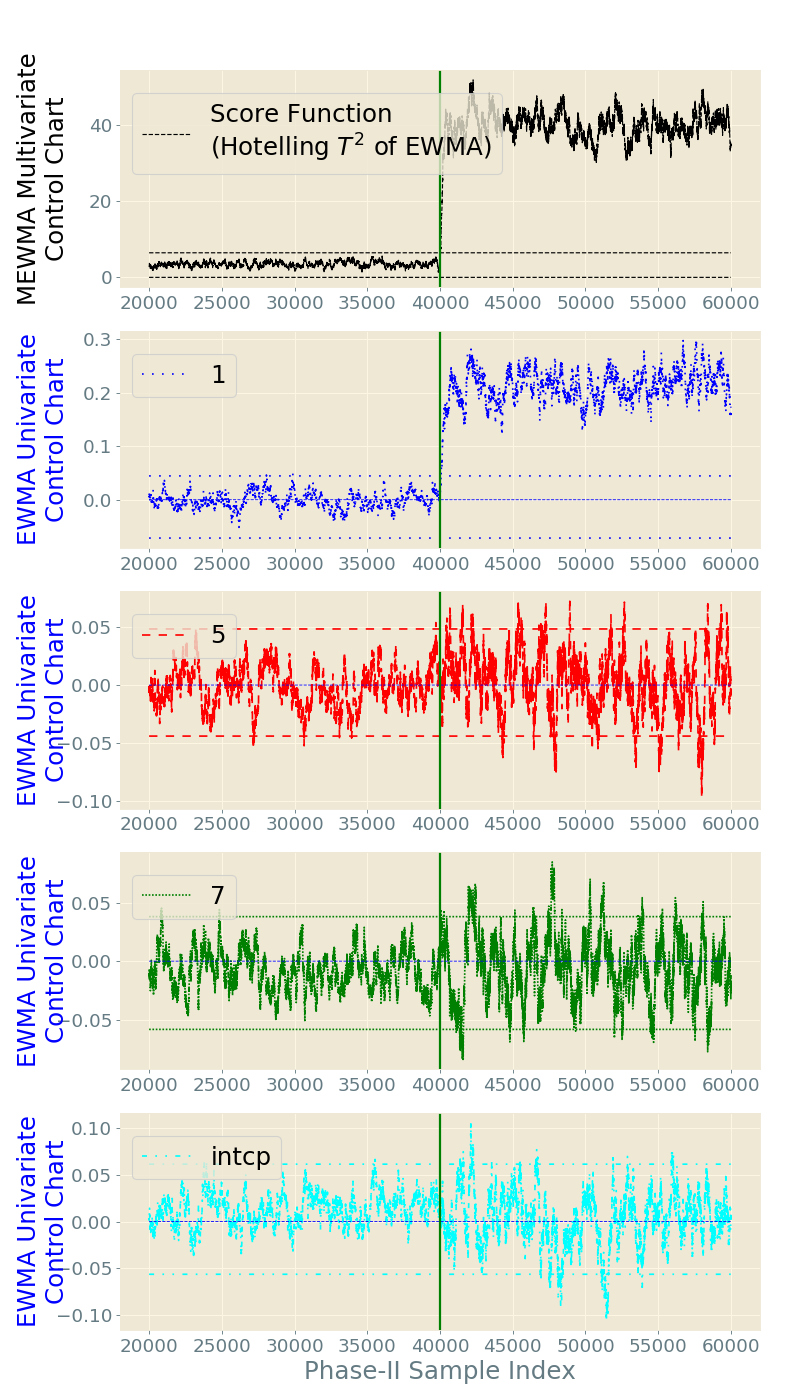 MEWMA Multivariate
Control Chart
Score Function
(Hotelling T² of EWMA)
40
20
0
20000 25000 30000 35000 40000 45000 50000 55000 60000
EWMA Univariate
Control Chart
1
0.3
0.2
0.1
0.0
20000 25000 30000 35000 40000 45000 50000 55000 60000
EWMA Univariate
Control Chart
5
0.05
0.00
−0.05
−0.10
20000 25000 30000 35000 40000 45000 50000 55000 60000
EWMA Univariate
Control Chart
7
0.05
0.00
−0.05
20000 25000 30000 35000 40000 45000 50000 55000 60000
EWMA Univariate
Control Chart
intcp
0.10
0.05
0.00
−0.05
−0.10
20000 25000 30000 35000 40000 45000 50000 55000 60000
Phase-II Sample Index